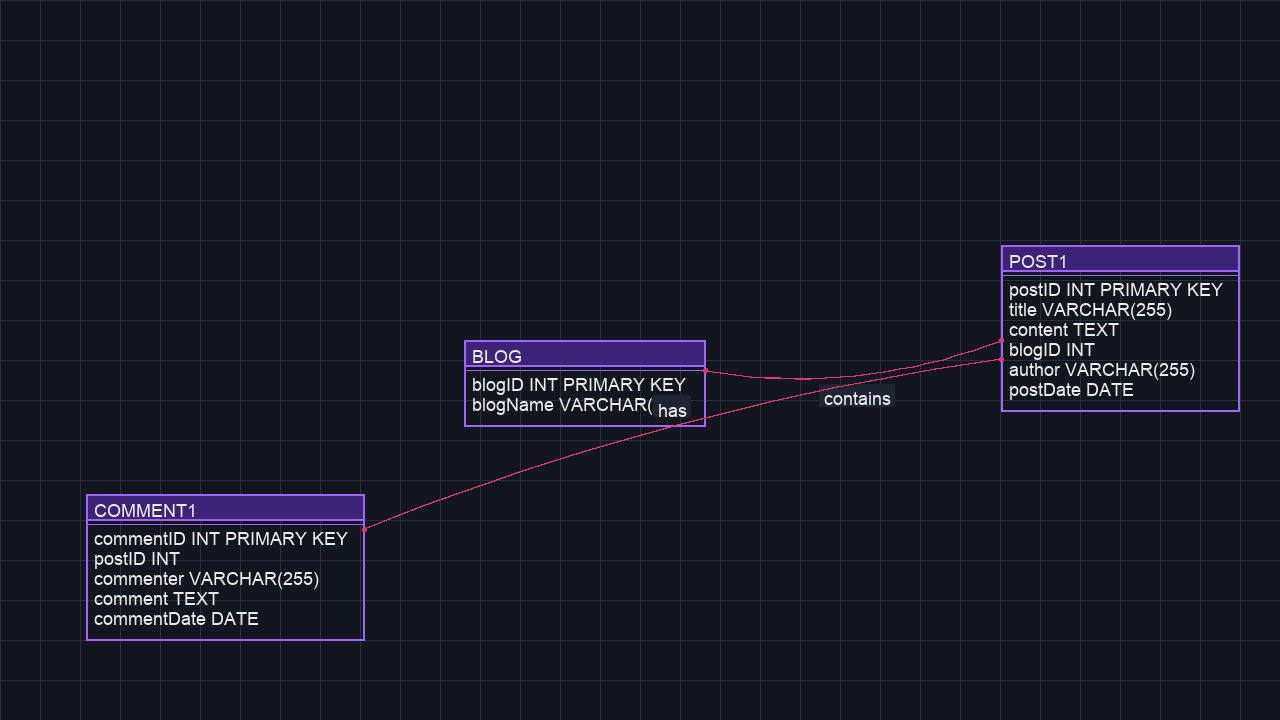 POST1
postID INT PRIMARY KEY
title VARCHAR(255)
content TEXT
blogID INT
author VARCHAR(255)
postDate DATE
BLOG
blogID INT PRIMARY KEY
blogName VARCHAR(
has
contains
COMMENT1
commentID INT PRIMARY KEY
postID INT
commenter VARCHAR(255)
comment TEXT
commentDate DATE